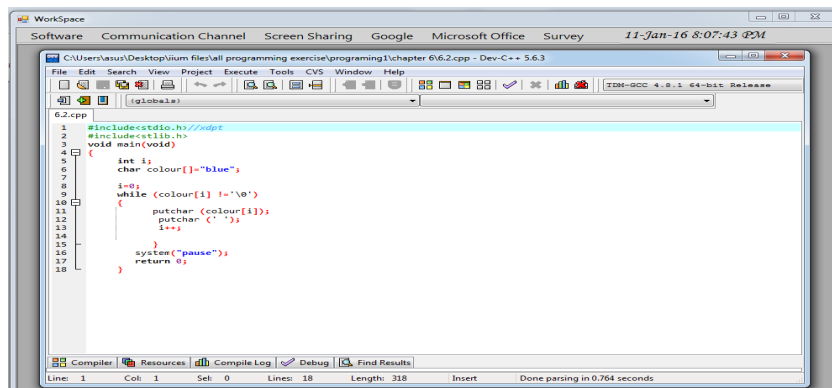 WorkSpace
Software Communication Channel Screen Sharing Google Microsoft Office Survey 11-Jan-16 8:07:43 PM
C:\Users\asus\Desktop\iium files\all programming exercise\programing1\chapter 6\6.2.cpp - Dev-C++ 5.6.3
File Edit Search View Project Execute Tools CVS Window Help
TDM-GCC 4.8.1 64-bit Release
(globals)
6.2.cpp
1 #include<stdio.h>//xdpt
2 #include<stlib.h>
3 void main(void)
4 {
5 int i;
6 char colour[]="blue";
7
8 i=0;
9 while (colour[i] !='\0')
10 {
11 putchar (colour[i]);
12 putchar (' ');
13 i++;
14
15 }
16 system("pause");
17 return 0;
18 }
Compiler Resources Compile Log Debug Find Results
Line: 1 Col: 1 Sel: 0 Lines: 18 Length: 318 Insert Done parsing in 0.764 seconds